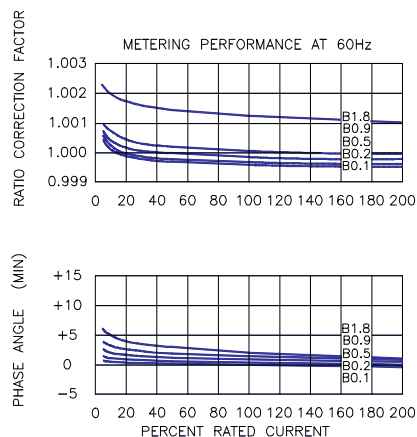 METERING PERFORMANCE AT 60Hz
RATIO CORRECTION FACTOR
1.003
1.002
1.001
1.000
0.999
B1.8
B0.9
B0.5
B0.2
B0.1
0 20 40 60 80 100 120 140 160 180 200
PHASE ANGLE (MIN)
+15
+10
+5
0
-5
B1.8
B0.9
B0.5
B0.2
B0.1
0 20 40 60 80 100 120 140 160 180 200
PERCENT RATED CURRENT